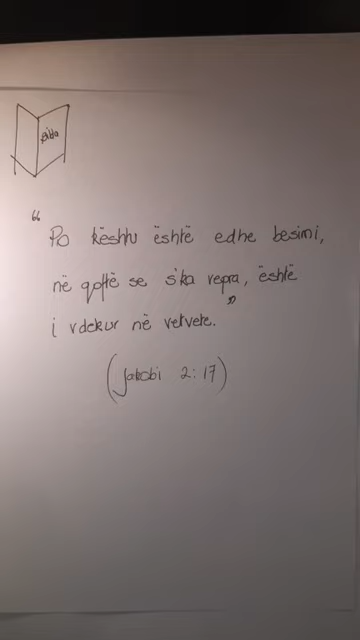 Bibla
“
Po kështu është edhe besimi,
në qoftë se s'ka vepra, është
i vdekur në vetvete.”
(Jakobi 2:17)